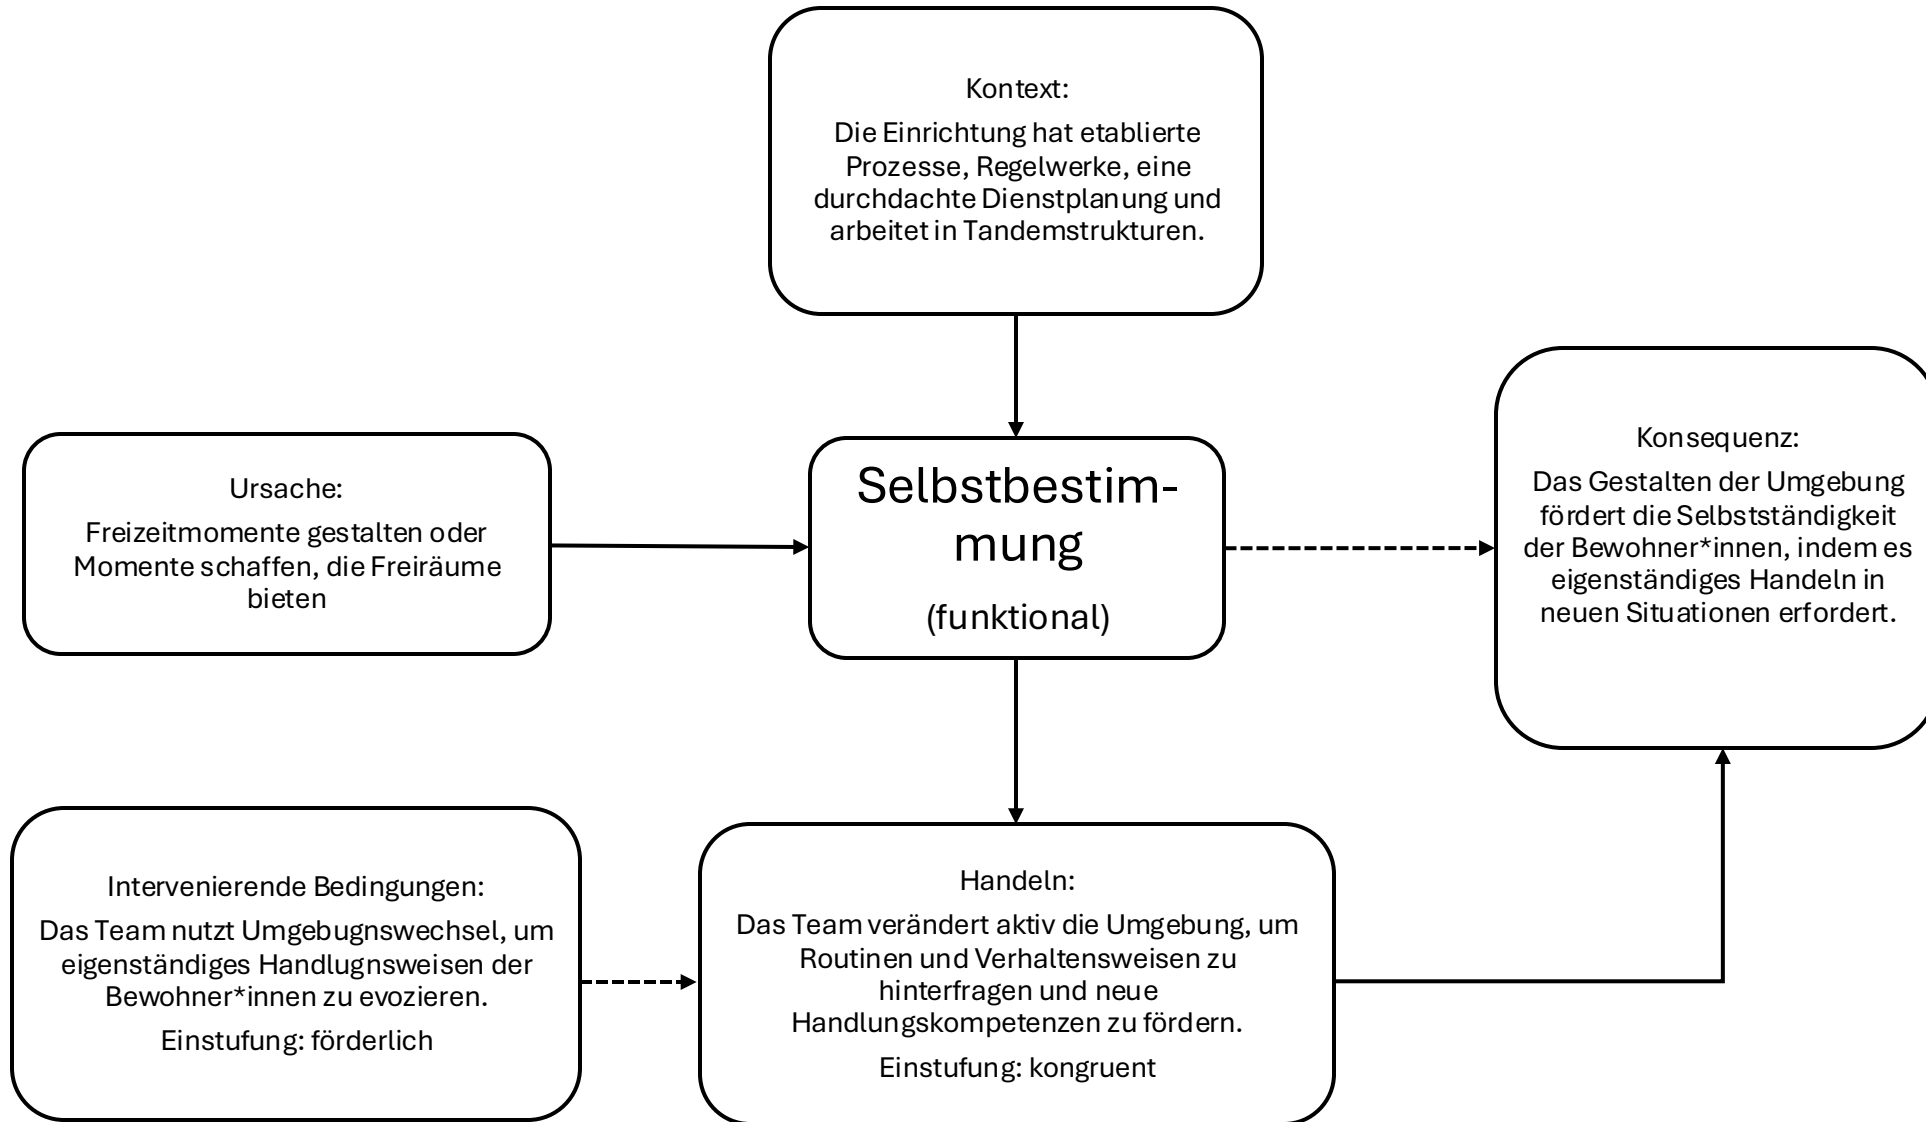 Kontext:
Die Einrichtung hat etablierte
Prozesse, Regelwerke, eine
durchdachte Dienstplanung und
arbeitet in Tandemstrukturen.
Ursache:
Freizeitmomente gestalten oder
Momente schaffen, die Freiräume
bieten
Selbstbestim-
mung
(funktional)
Konsequenz:
Das Gestalten der Umgebung
fördert die Selbstständigkeit
der Bewohner*innen, indem es
eigenständiges Handeln in
neuen Situationen erfordert.
Intervenierende Bedingungen:
Das Team nutzt Umgebugnswechsel, um
eigenständiges Handlugnsweisen der
Bewohner*innen zu evozieren.
Einstufung: förderlich
Handeln:
Das Team verändert aktiv die Umgebung, um
Routinen und Verhaltensweisen zu
hinterfragen und neue
Handlungskompetenzen zu fördern.
Einstufung: kongruent